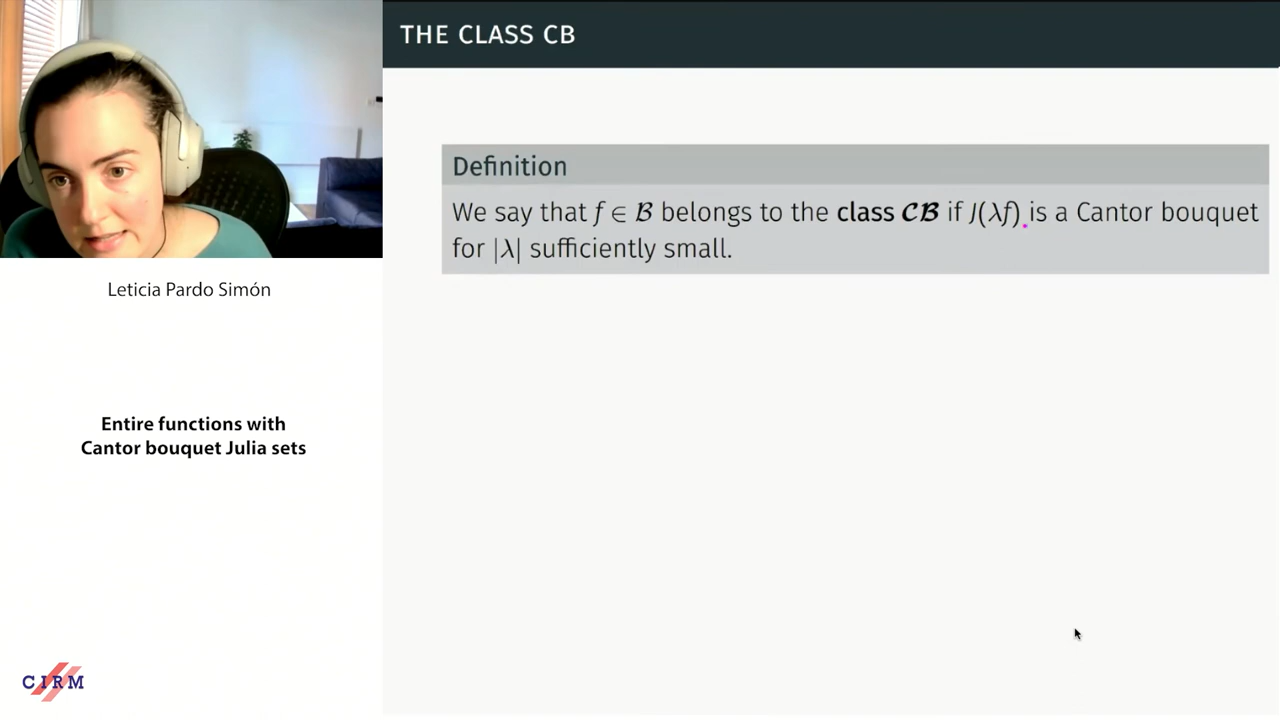 THE CLASS CB
Definition
We say that f ∈ ℬ belongs to the class 𝓒𝓑 if J(λf) is a Cantor bouquet
for |λ| sufficiently small.
Leticia Pardo Simón
Entire functions with
Cantor bouquet Julia sets
CIRM